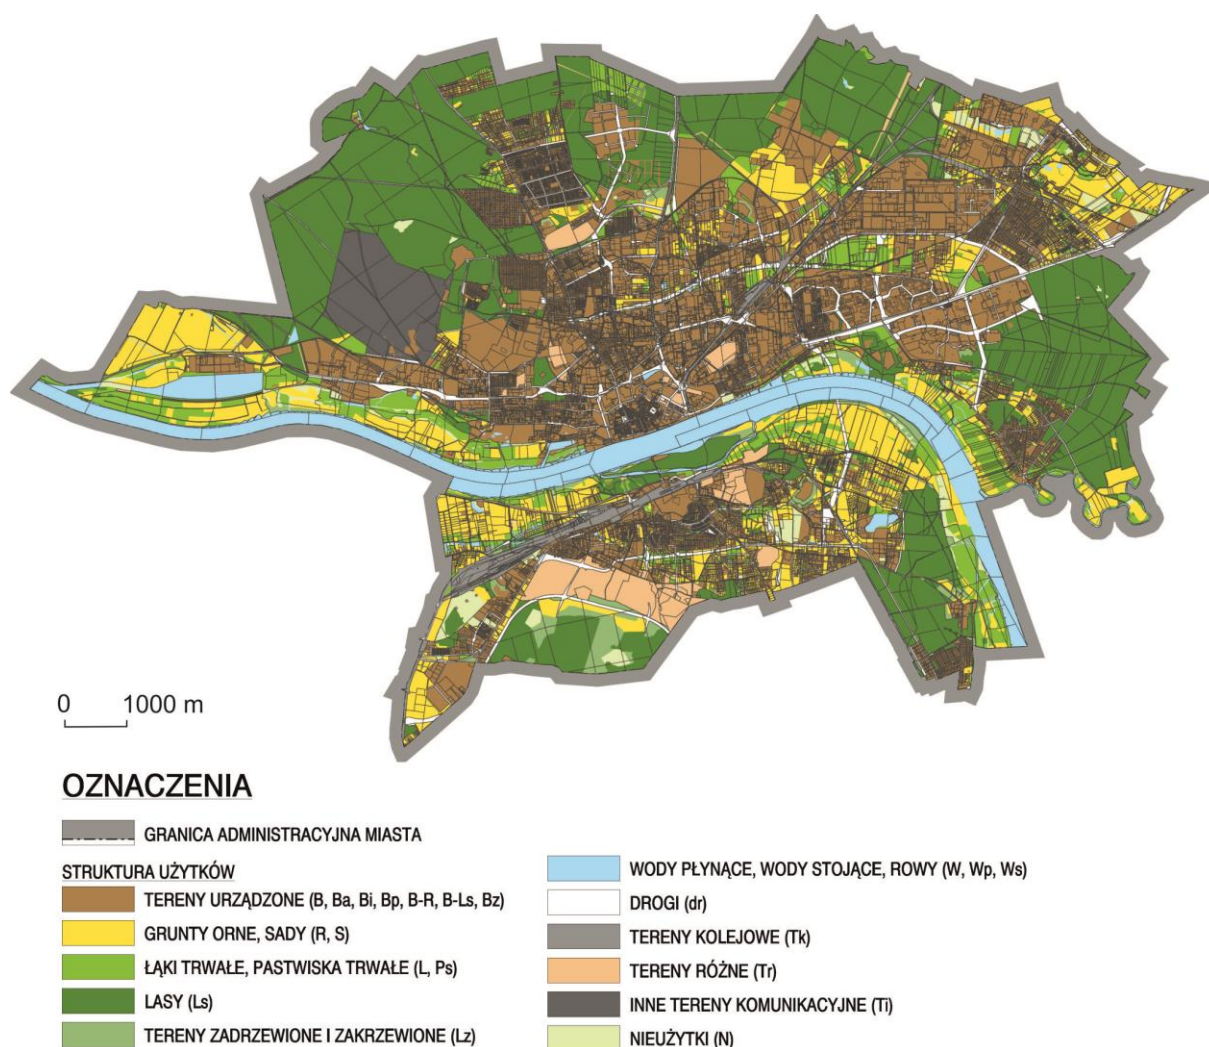 0 1000 m
OZNACZENIA
GRANICA ADMINISTRACYJNA MIASTA
STRUKTURA UŻYTKÓW
TERENY URZĄDZONE (B, Ba, Bi, Bp, B-R, B-Ls, Bz)
GRUNTY ORNE, SADY (R, S)
ŁĄKI TRWAŁE, PASTWISKA TRWAŁE (L, Ps)
LASY (Ls)
TERENY ZADRZEWIONE I ZAKRZEWIONE (Lz)
WODY PŁYNĄCE, WODY STOJĄCE, ROWY (W, Wp, Ws)
DROGI (dr)
TERENY KOLEJOWE (Tk)
TERENY RÓŻNE (Tr)
INNE TERENY KOMUNIKACYJNE (Ti)
NIEUŻYTKI (N)